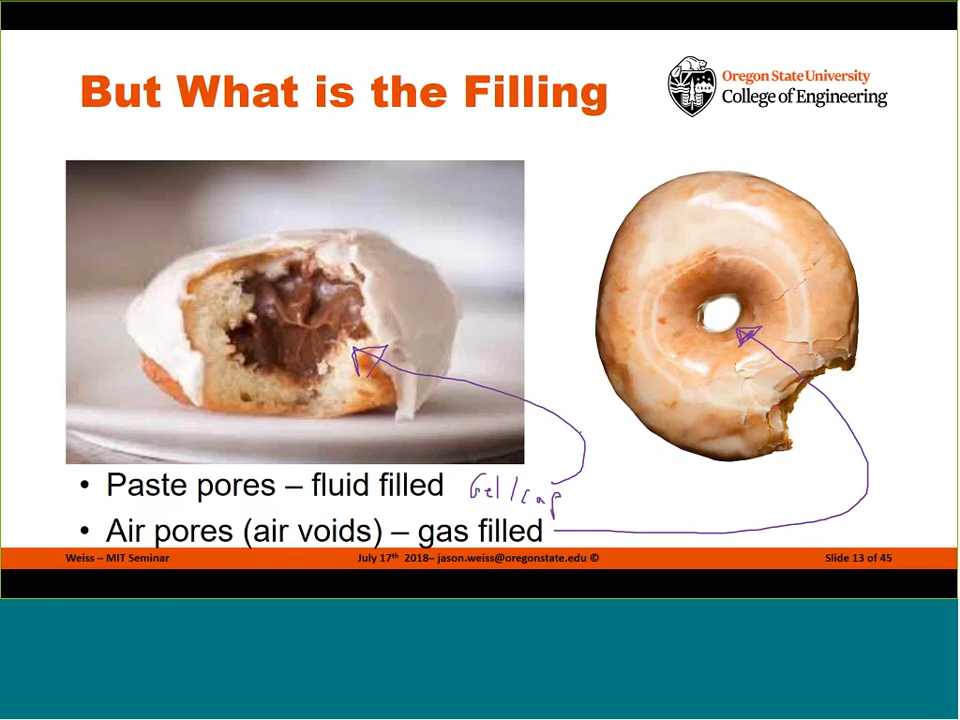 But What is the Filling
Oregon State University
College of Engineering
• Paste pores – fluid filled Gel/cap
• Air pores (air voids) – gas filled
Weiss – MIT Seminar July 17th 2018– jason.weiss@oregonstate.edu © Slide 13 of 45